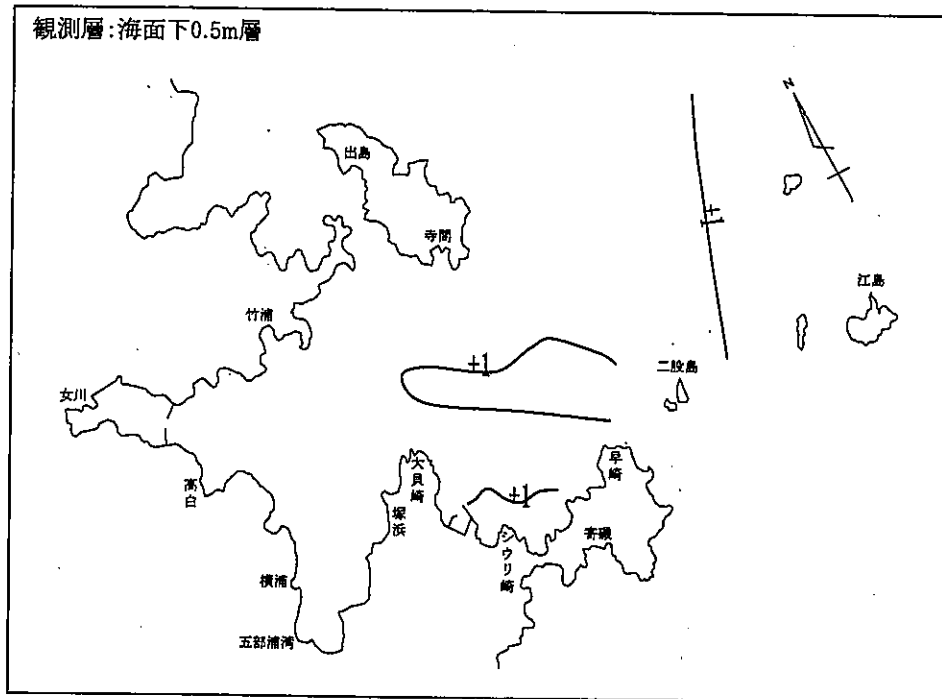 観測層:海面下0.5m層
N
出島
寺間
+1
江島
竹浦
+1
二股島
女川
大貝崎
早崎
高白
塚浜
+1
寄磯
シウリ崎
横浦
五部浦湾